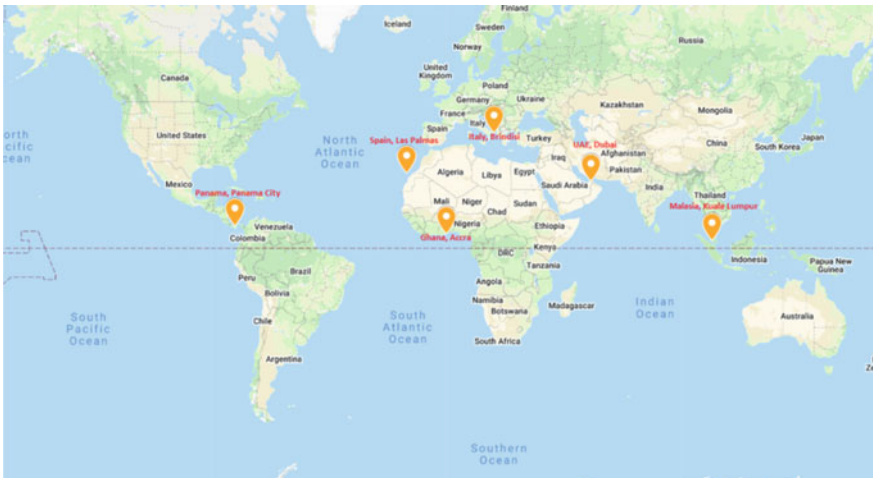 Iceland
Finland
Sweden
Norway
Russia
Canada
United
Kingdom
Poland
Germany
Ukraine
France
Kazakhstan
Mongolia
North
Atlantic
Ocean
Italy
Spain
Italy, Brindisi
Turkey
United States
Spain, Las Palmas
UAE, Dubai
China
Japan
South Korea
Iraq
Afghanistan
Pakistan
Algeria
Libya
Egypt
Saudi Arabia
India
Mexico
Panama, Panama City
Mali
Niger
Chad
Sudan
Thailand
Malasia, Kuale Lumpur
Venezuela
Colombia
Nigeria
Ghana, Accra
Ethiopia
Kenya
DRC
Tanzania
Indonesia
Papua New
Guinea
Peru
Brazil
Bolivia
Angola
Namibia
Botswana
Madagascar
Indian
Ocean
South
Pacific
Ocean
Chile
South
Atlantic
Ocean
South Africa
Australia
Argentina
Southern
Ocean